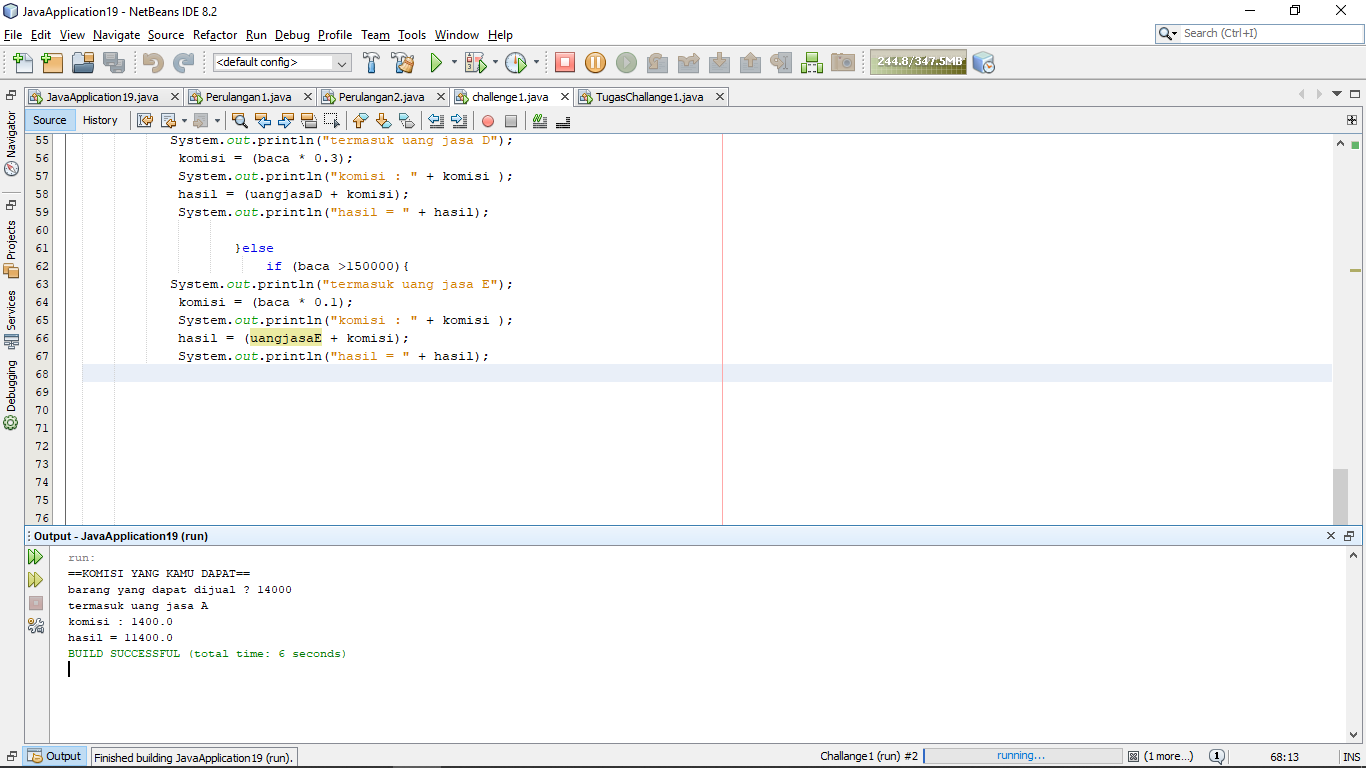 JavaApplication19 - NetBeans IDE 8.2
File Edit View Navigate Source Refactor Run Debug Profile Team Tools Window Help
Search (Ctrl+I)
<default config>
244.8/347.5MB
JavaApplication19.java
Perulangan1.java
Perulangan2.java
challenge1.java
TugasChallange1.java
Source History
Navigator
Projects
Services
Debugging
55 System.out.println("termasuk uang jasa D");
56 komisi = (baca * 0.3);
57 System.out.println("komisi : " + komisi );
58 hasil = (uangjasaD + komisi);
59 System.out.println("hasil = " + hasil);
60
61 }else
62 if (baca >150000){
63 System.out.println("termasuk uang jasa E");
64 komisi = (baca * 0.1);
65 System.out.println("komisi : " + komisi );
66 hasil = (uangjasaE + komisi);
67 System.out.println("hasil = " + hasil);
68
69
70
71
72
73
74
75
76
Output - JavaApplication19 (run)
run:
==KOMISI YANG KAMU DAPAT==
barang yang dapat dijual ? 14000
termasuk uang jasa A
komisi : 1400.0
hasil = 11400.0
BUILD SUCCESSFUL (total time: 6 seconds)
Output
Finished building JavaApplication19 (run).
Challange1 (run) #2
running...
(1 more...)
1
68:13
INS